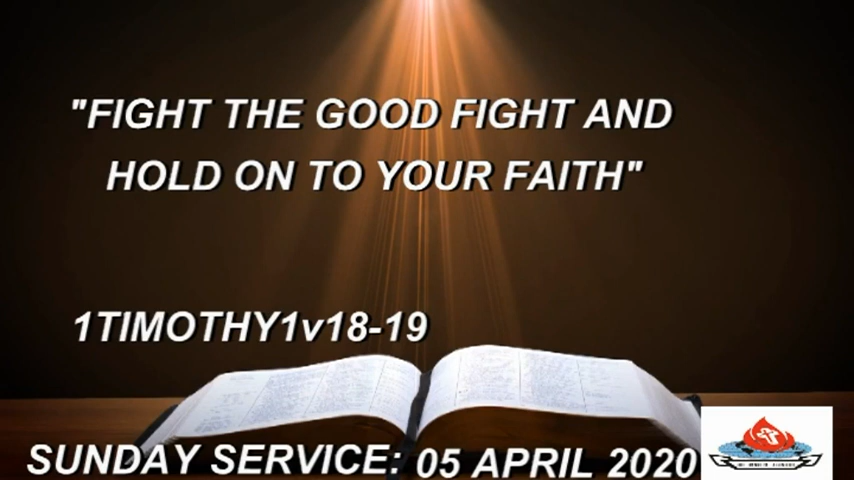 "FIGHT THE GOOD FIGHT AND
HOLD ON TO YOUR FAITH"
1TIMOTHY1v18-19
SUNDAY SERVICE: 05 APRIL 2020